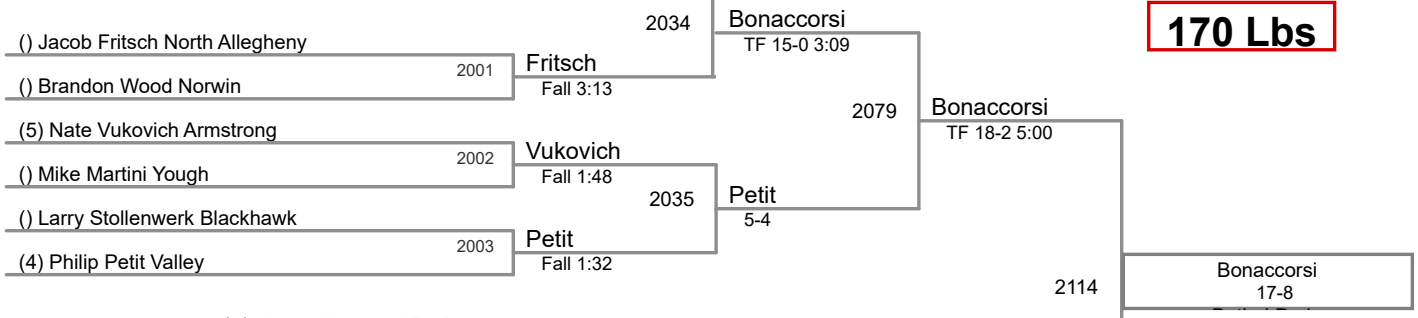 170 Lbs
2034
Bonaccorsi
TF 15-0 3:09
() Jacob Fritsch North Allegheny
2001
Fritsch
Fall 3:13
() Brandon Wood Norwin
2079
Bonaccorsi
TF 18-2 5:00
(5) Nate Vukovich Armstrong
2002
Vukovich
Fall 1:48
() Mike Martini Yough
2035
Petit
5-4
() Larry Stollenwerk Blackhawk
2003
Petit
Fall 1:32
(4) Philip Petit Valley
2114
Bonaccorsi
17-8